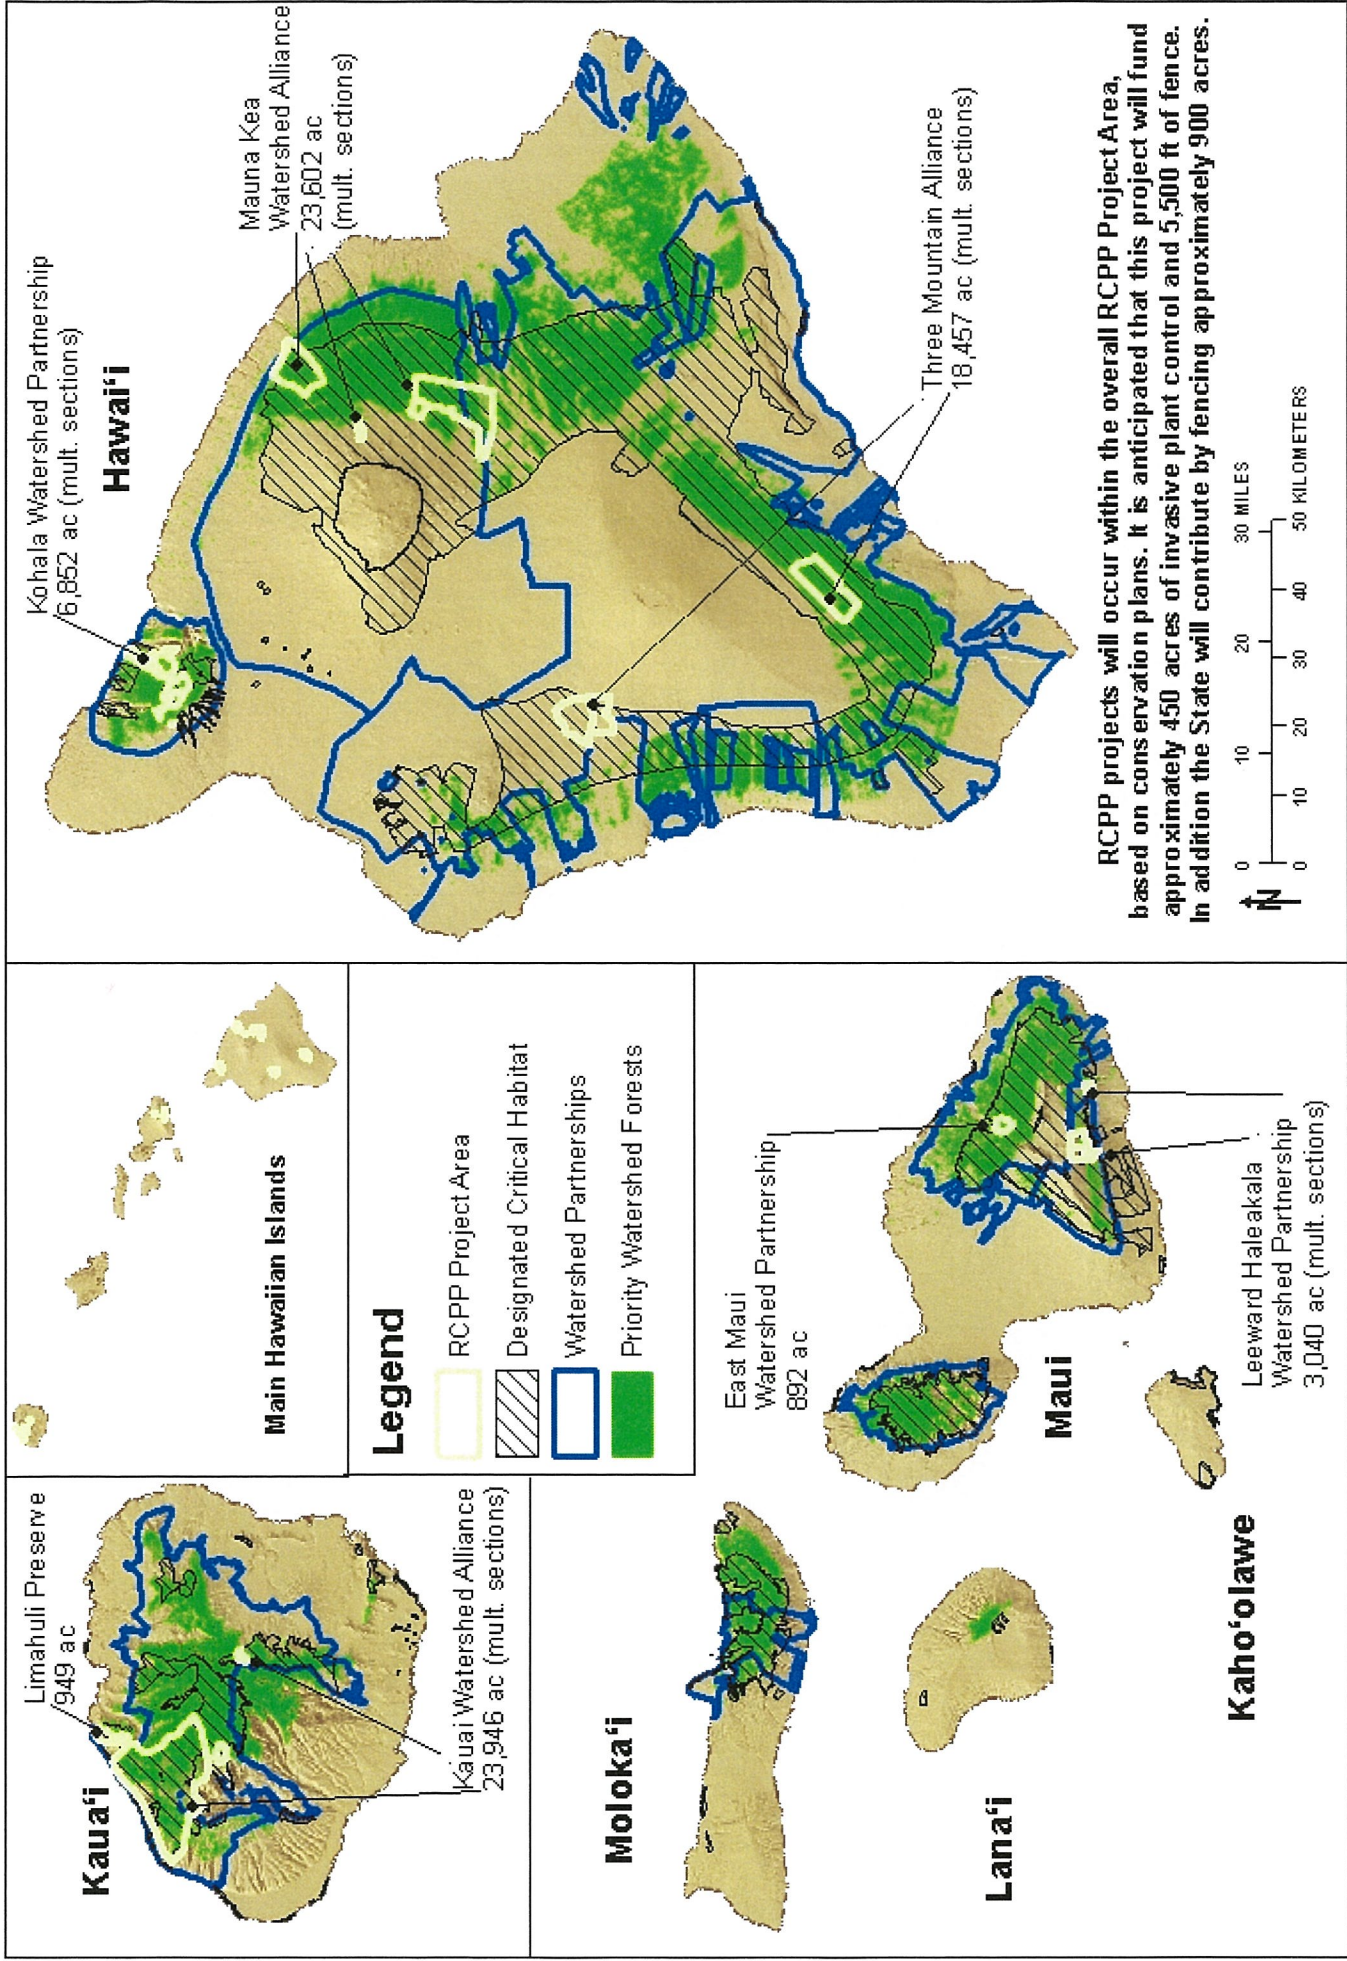 Limahuli Preserve
949 ac
Kaua‘i
Kauai Watershed Alliance
23,946 ac (mult. sections)
Main Hawaiian Islands
Legend
RCPP Project Area
Designated Critical Habitat
Watershed Partnerships
Priority Watershed Forests
Moloka‘i
Lana‘i
Kaho‘olawe
East Maui
Watershed Partnership
892 ac
Maui
Leeward Haleakala
Watershed Partnership
3,040 ac (mult. sections)
Kohala Watershed Partnership
6,852 ac (mult. sections)
Hawai‘i
Mauna Kea
Watershed Alliance
23,602 ac
(mult. sections)
Three Mountain Alliance
18,457 ac (mult. sections)
RCPP projects will occur within the overall RCPP Project Area,
based on conservation plans. It is anticipated that this project will fund
approximately 450 acres of invasive plant control and 5,500 ft of fence.
In addition the State will contribute by fencing approximately 900 acres.
N
0 10 20 30 MILES
0 10 20 30 40 50 KILOMETERS